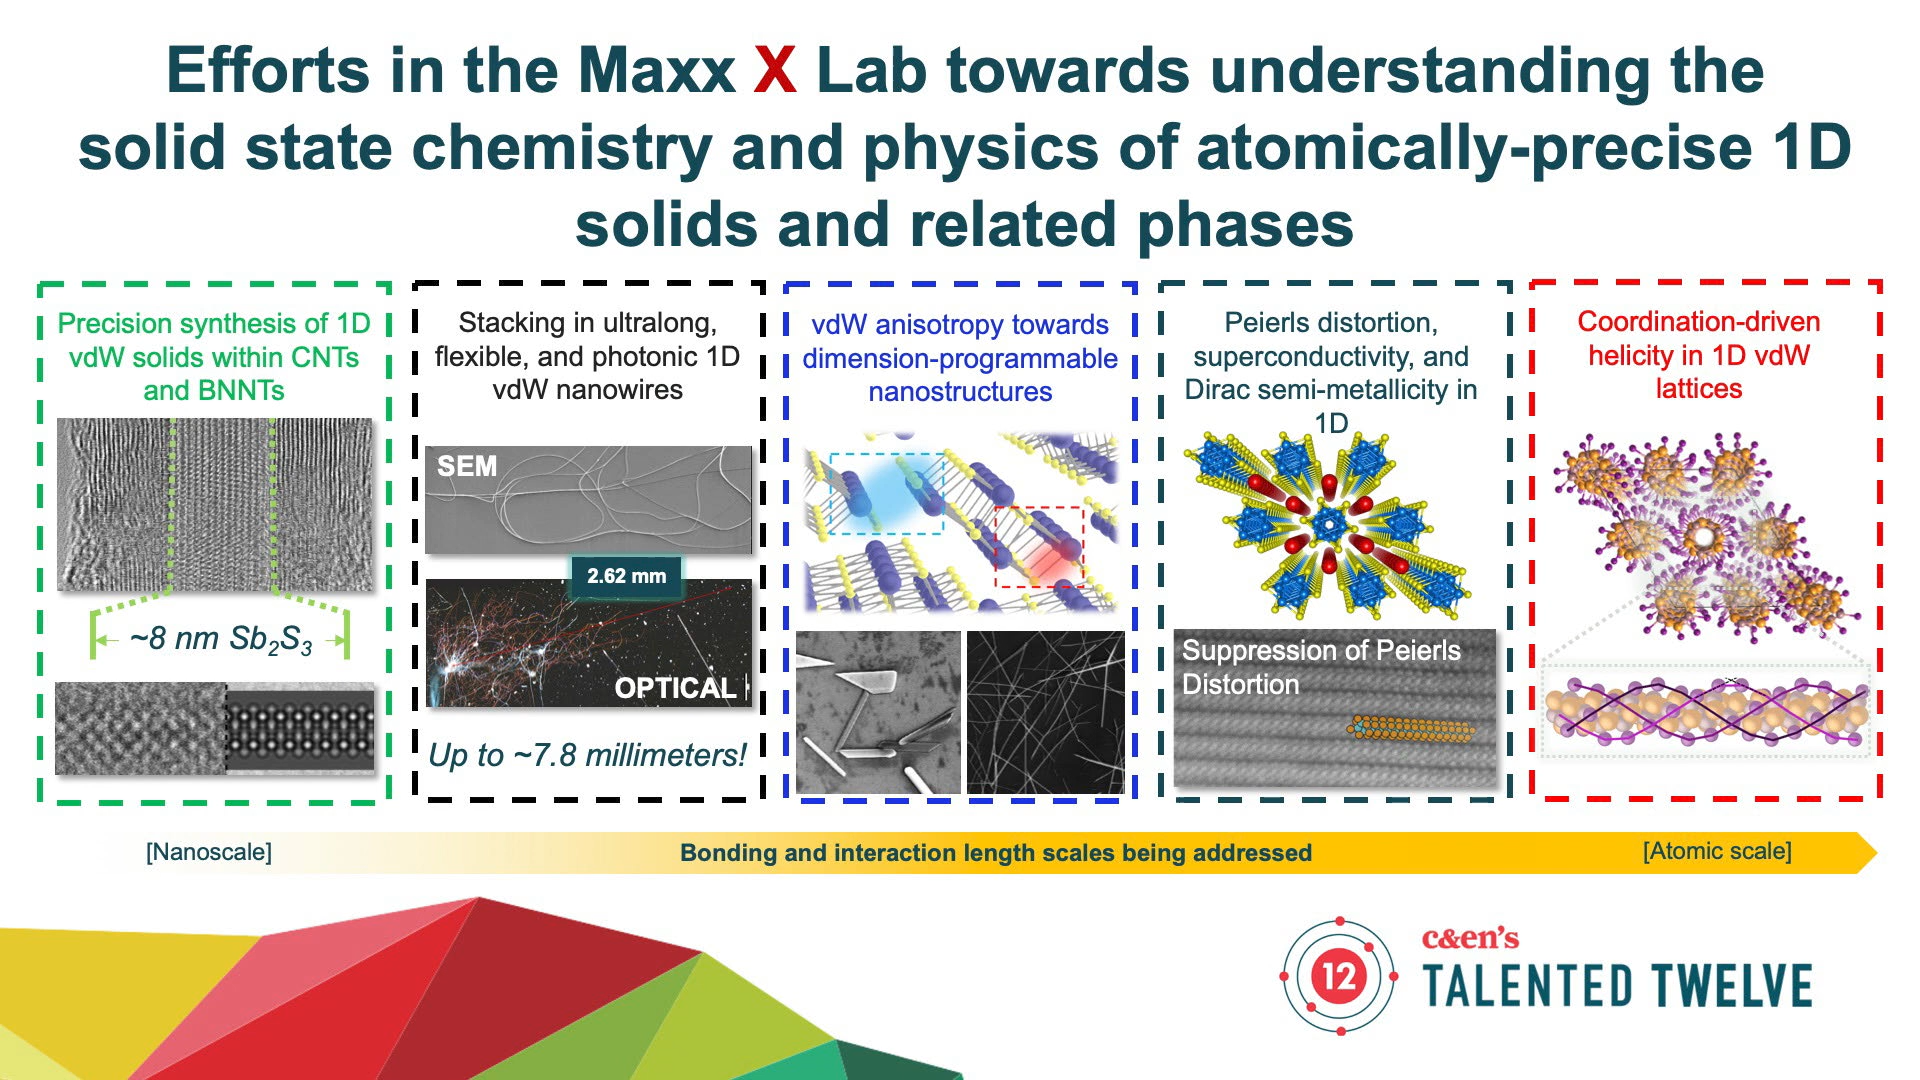 Efforts in the Maxx X Lab towards understanding the
solid state chemistry and physics of atomically-precise 1D
solids and related phases
Precision synthesis of 1D
vdW solids within CNTs
and BNNTs
~8 nm Sb₂S₃
Stacking in ultralong,
flexible, and photonic 1D
vdW nanowires
SEM
2.62 mm
OPTICAL
Up to ~7.8 millimeters!
vdW anisotropy towards
dimension-programmable
nanostructures
Peierls distortion,
superconductivity, and
Dirac semi-metallicity in
1D
Suppression of Peierls
Distortion
Coordination-driven
helicity in 1D vdW
lattices
[Nanoscale]
Bonding and interaction length scales being addressed
[Atomic scale]
12
c&en's
TALENTED TWELVE